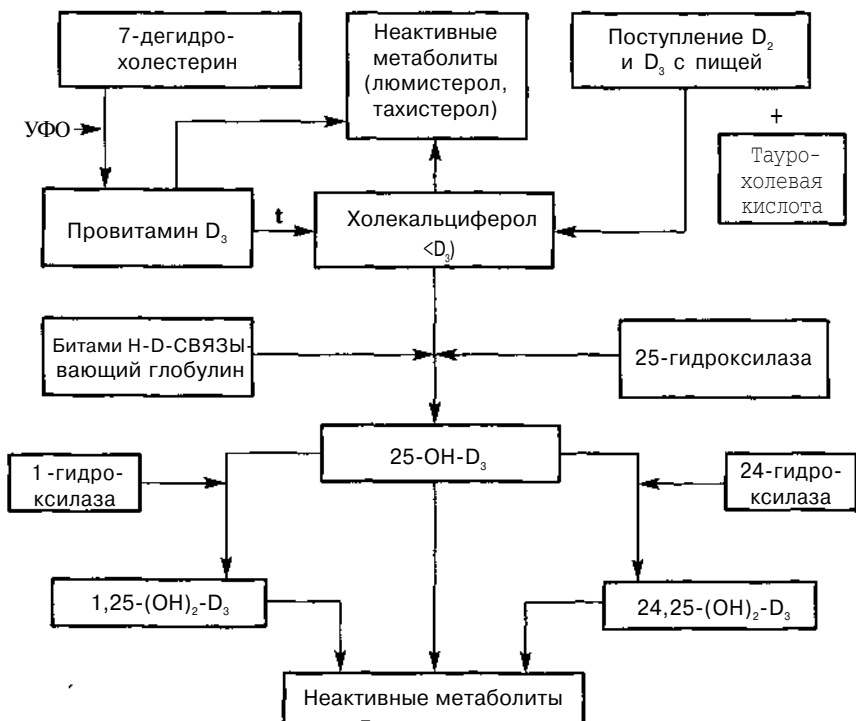 7-дегидро-
холестерин
Неактивные
метаболиты
(люмистерол,
тахистерол)
Поступление D₂
и D₃ с пищей
+
Тауро-
холевая
кислота
УФО
Провитамин D₃
t
Холекальциферол
<D₃)
Битами Н-D-СВЯЗЫ-
вающий глобулин
25-гидроксилаза
25-OH-D₃
1-гидро-
ксилаза
24-гидро-
ксилаза
1,25-(OH)₂-D₃
24,25-(OH)₂-D₃
Неактивные метаболиты